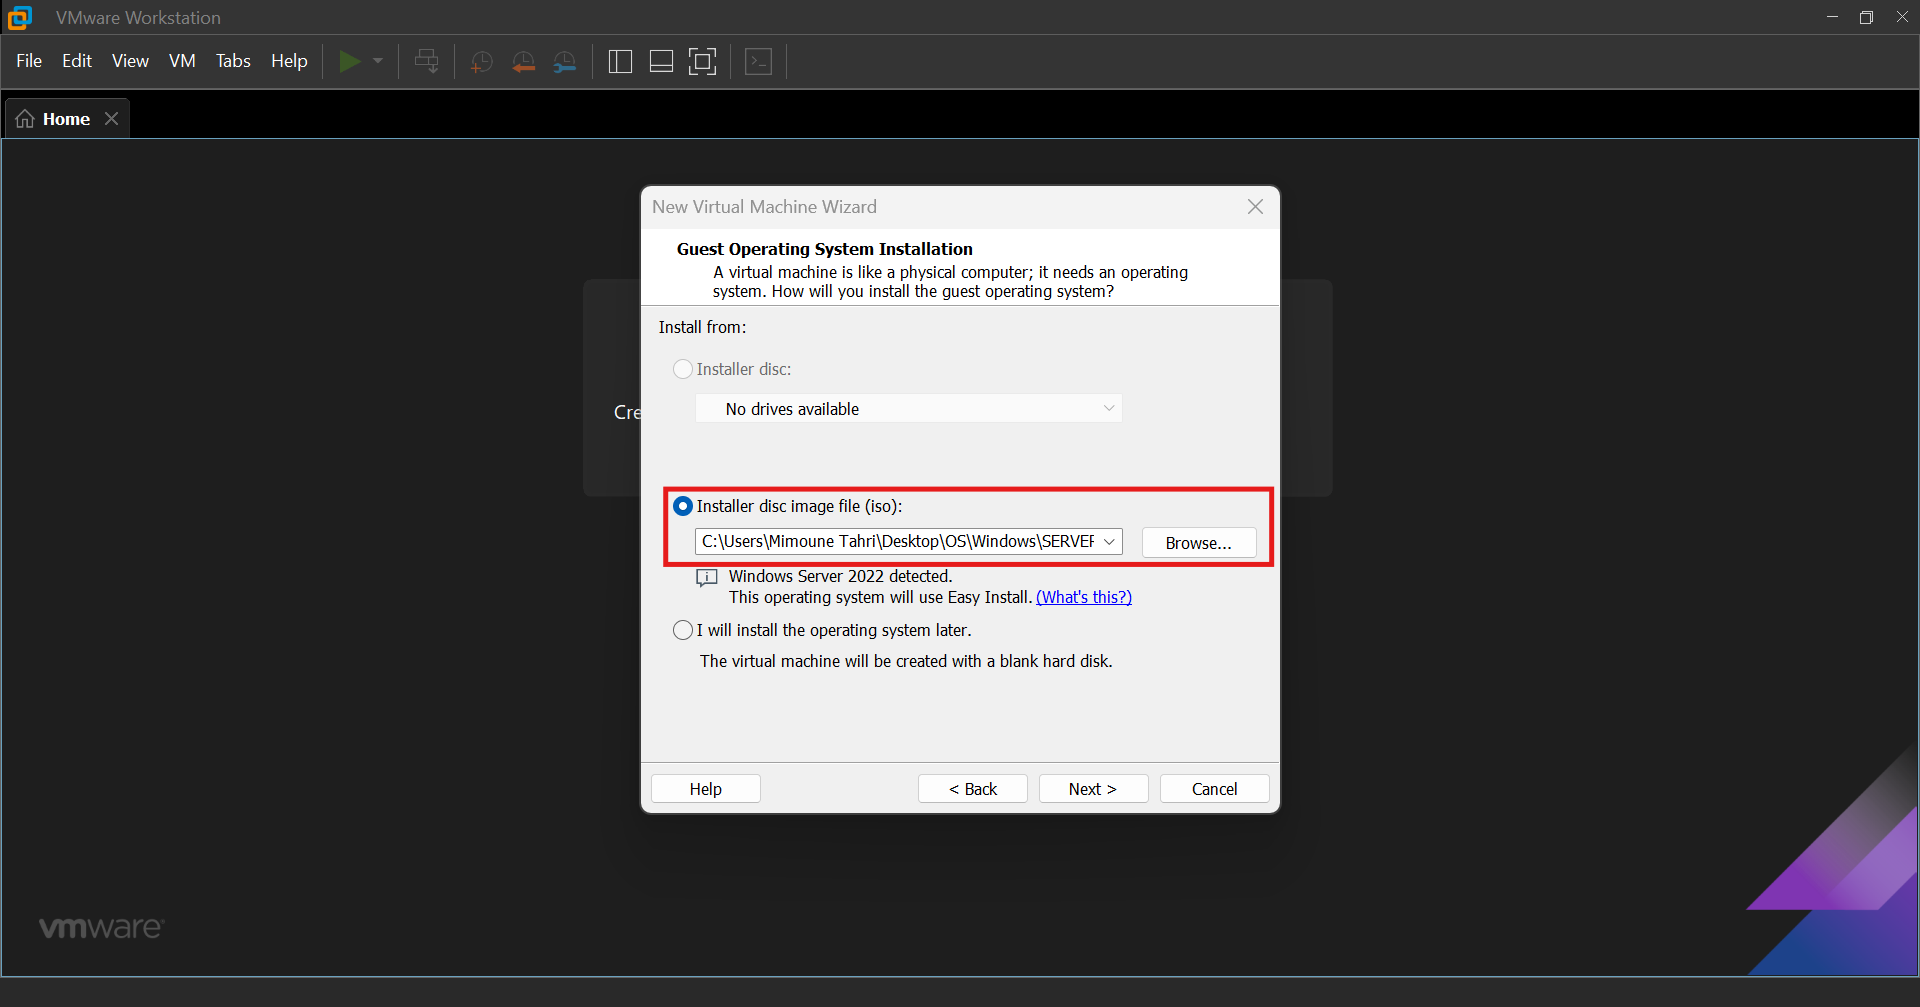 VMware Workstation
File Edit View VM Tabs Help
Home
New Virtual Machine Wizard
Guest Operating System Installation
A virtual machine is like a physical computer; it needs an operating
system. How will you install the guest operating system?
Install from:
Installer disc:
No drives available
Cre
Installer disc image file (iso):
C:\Users\Mimoune Tahri\Desktop\OS\Windows\SERVER
Browse...
Windows Server 2022 detected.
This operating system will use Easy Install. (What's this?)
I will install the operating system later.
The virtual machine will be created with a blank hard disk.
Help < Back Next > Cancel
vmware